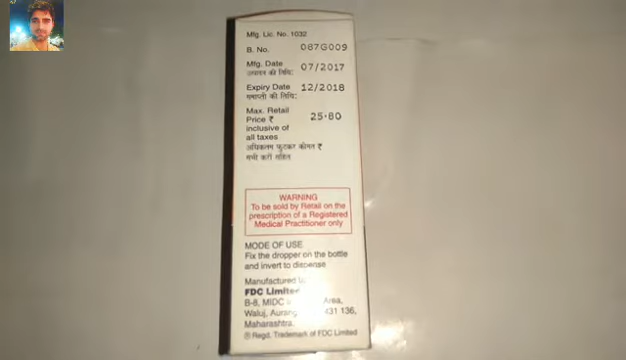 Mfg. Lic. No. 1032
B. No. 087G009
Mfg. Date 07/2017
उत्पादन की तिथि:
Expiry Date 12/2018
समाप्ती की तिथि:
Max. Retail
Price ₹ 25.80
inclusive of
all taxes
अधिकतम फुटकर कीमत ₹
सभी करों सहित
WARNING
To be sold by Retail on the
prescription of a Registered
Medical Practitioner only
MODE OF USE
Fix the dropper on the bottle
and invert to dispense
Manufactured
FDC Limited
B-8, MIDC Area,
Waluj, 431 136,
Maharashtra.
Regd. Trademark of FDC Limited